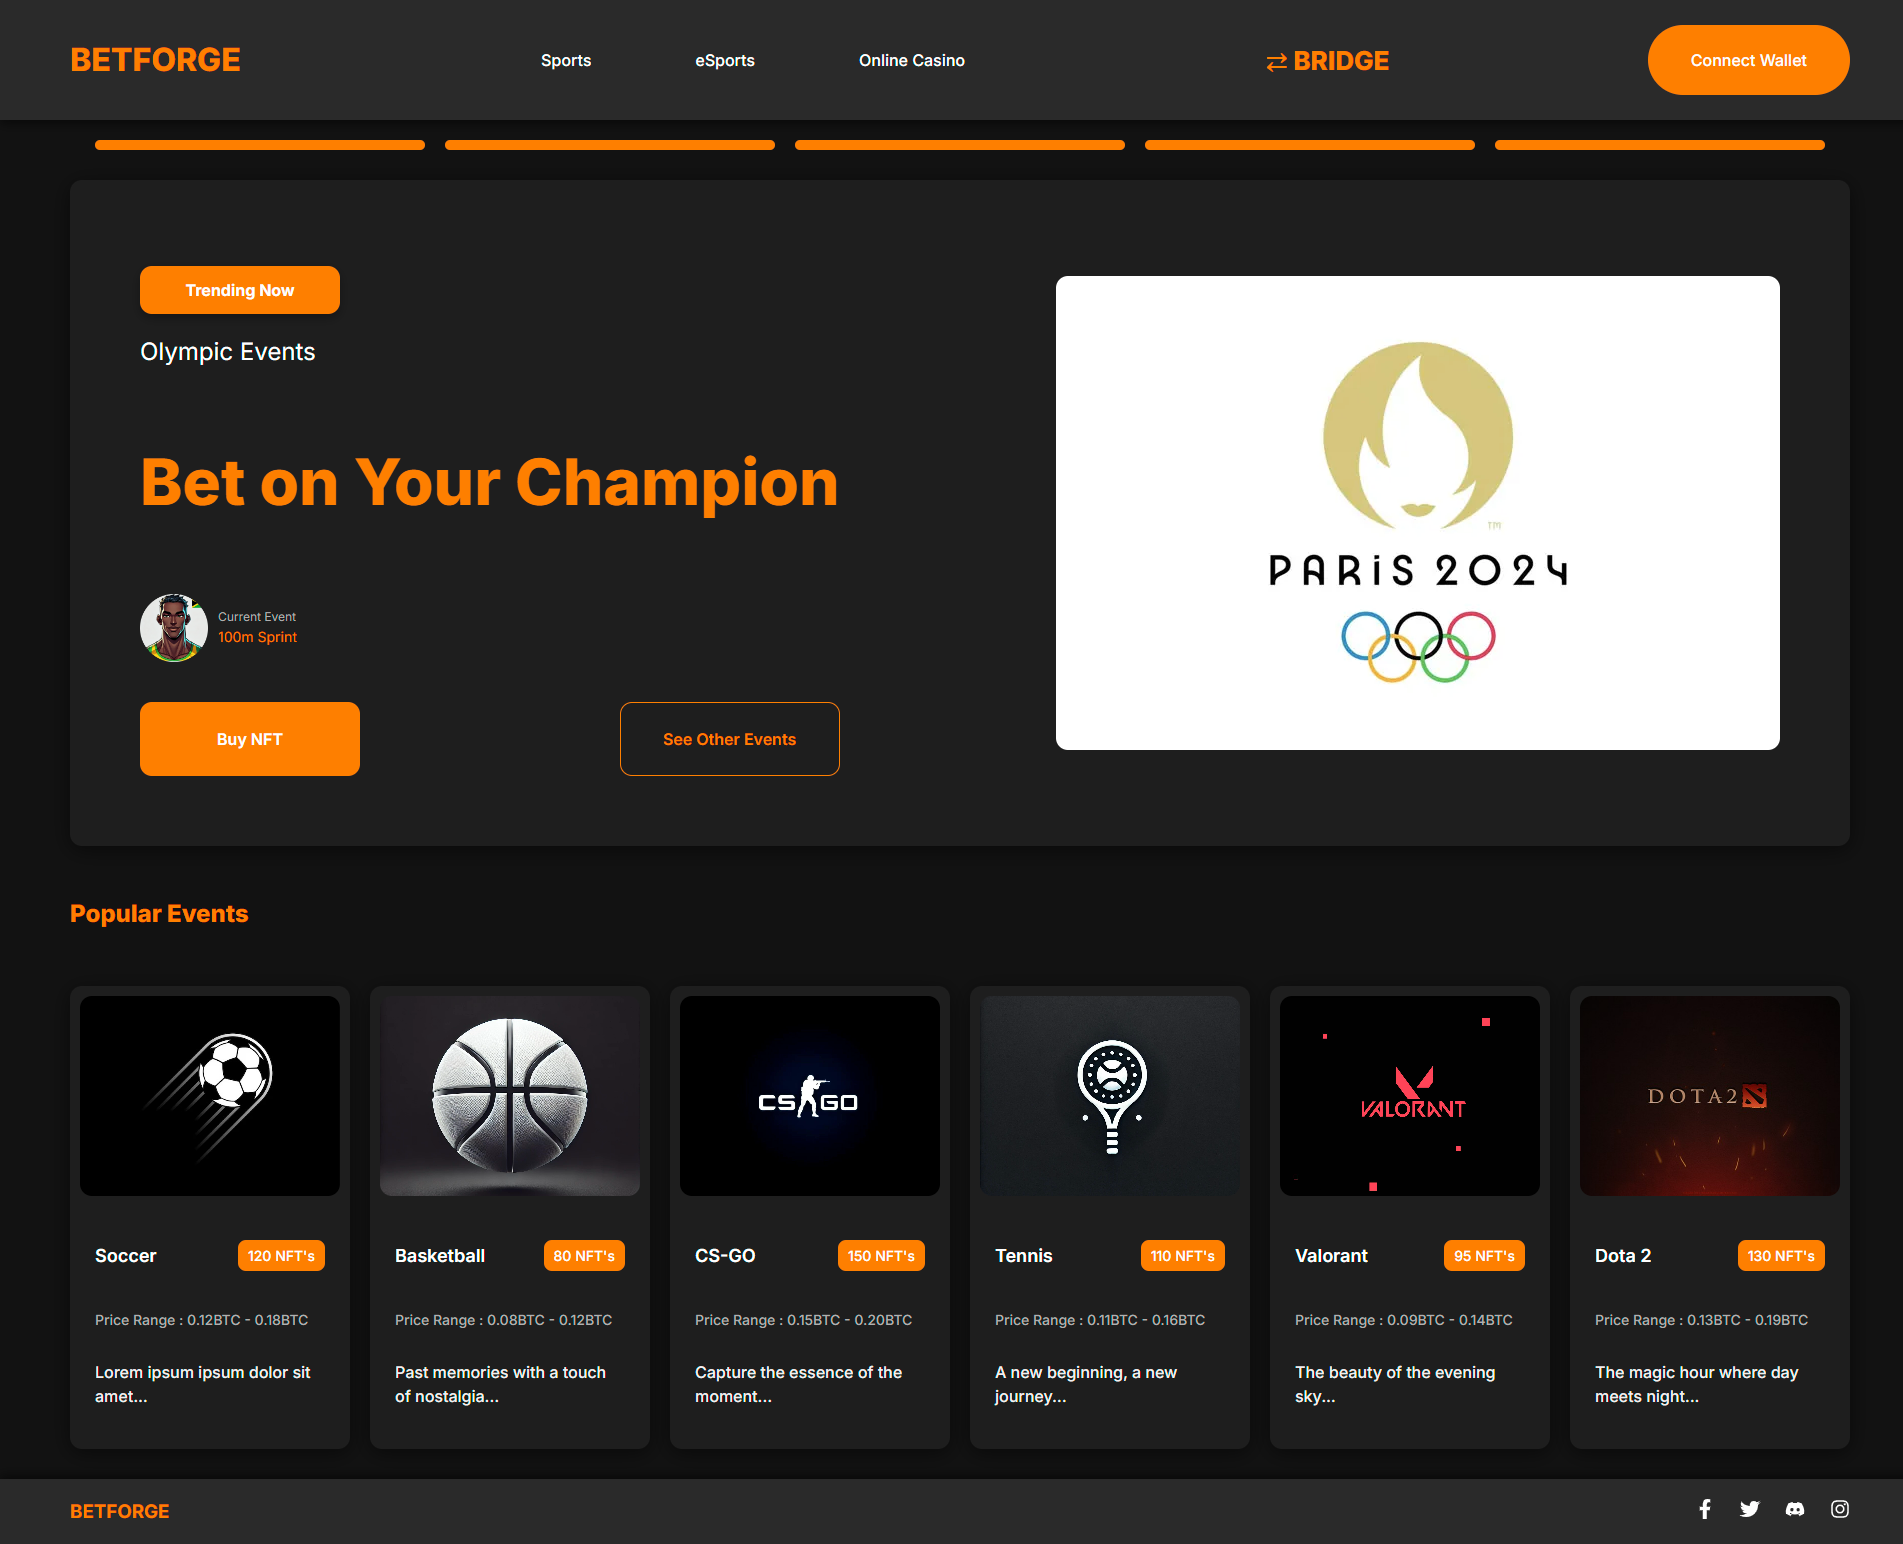 BETFORGE
Sports
eSports
Online Casino
BRIDGE
Connect Wallet
Trending Now
Olympic Events
Bet on Your Champion
Current Event
100m Sprint
Buy NFT
See Other Events
TM
PARiS 2024
Popular Events
CS GO
VALORANT
DOTA2
Soccer
120 NFT's
Price Range : 0.12BTC - 0.18BTC
Lorem ipsum ipsum dolor sit
amet...
Basketball
80 NFT's
Price Range : 0.08BTC - 0.12BTC
Past memories with a touch
of nostalgia...
CS-GO
150 NFT's
Price Range : 0.15BTC - 0.20BTC
Capture the essence of the
moment...
Tennis
110 NFT's
Price Range : 0.11BTC - 0.16BTC
A new beginning, a new
journey...
Valorant
95 NFT's
Price Range : 0.09BTC - 0.14BTC
The beauty of the evening
sky...
Dota 2
130 NFT's
Price Range : 0.13BTC - 0.19BTC
The magic hour where day
meets night...
BETFORGE